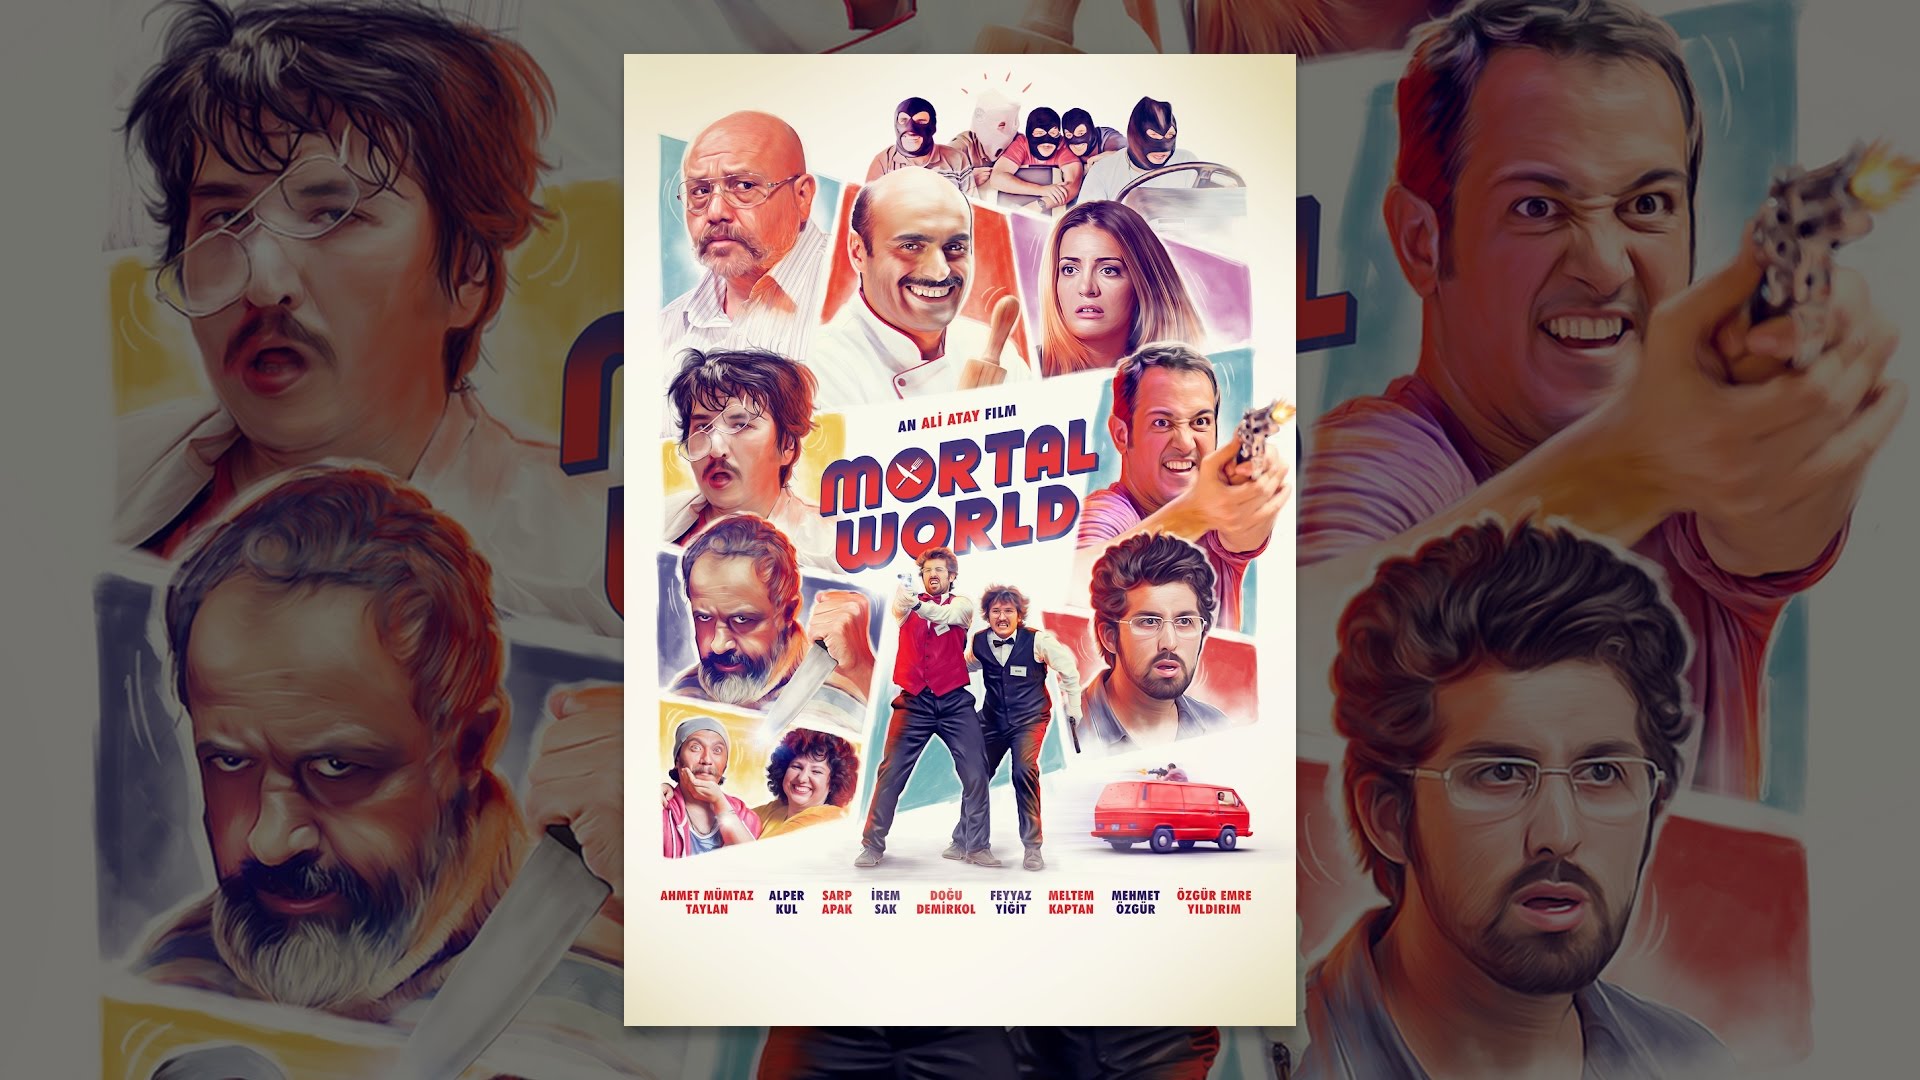 AN ALİ ATAY FILM
MORTAL
WORLD
AHMET MÜMTAZ TAYLAN
ALPER KUL
SARP APAK
İREM SAK
DOĞU DEMİRKOL
FEYYAZ YİĞİT
MELTEM KAPTAN
MEHMET ÖZGÜR
ÖZGÜR EMRE YILDIRIM